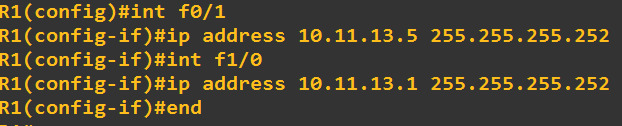 R1(config)#int f0/1
R1(config-if)#ip address 10.11.13.5 255.255.255.252
R1(config-if)#int f1/0
R1(config-if)#ip address 10.11.13.1 255.255.255.252
R1(config-if)#end